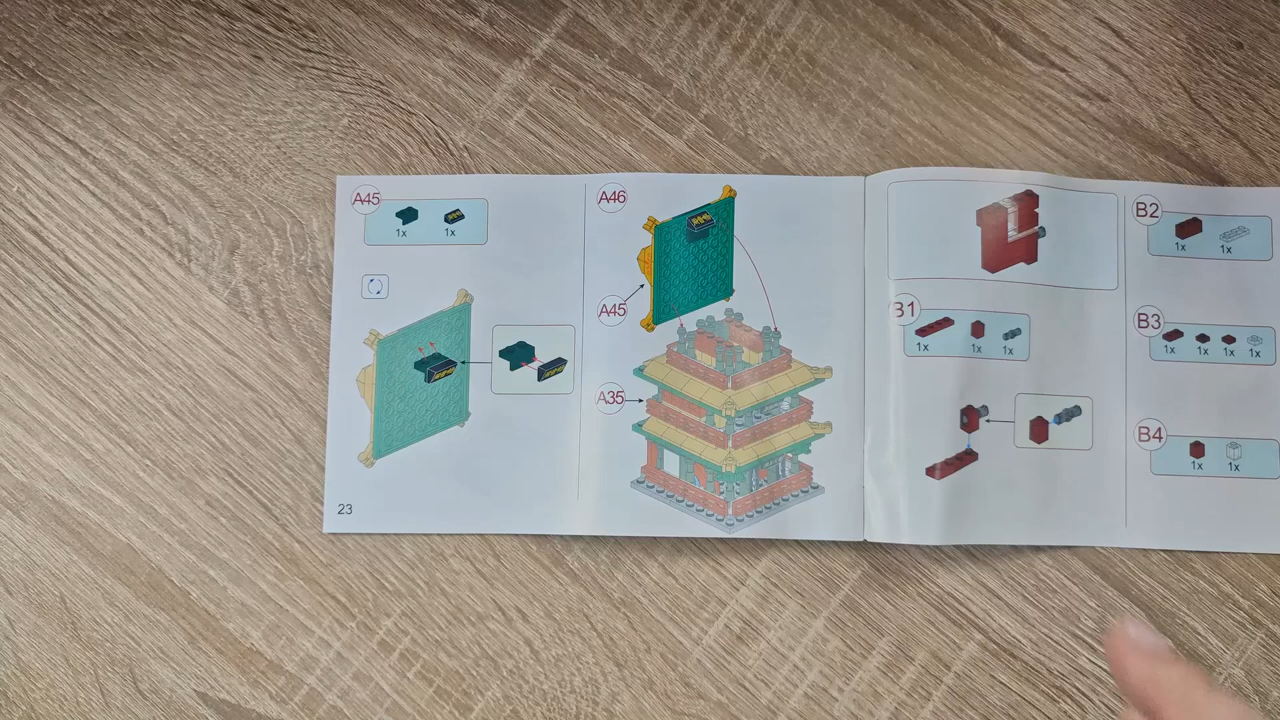 A45
1x 1x
23
A46
A45
A35
B1
1x 1x 1x
B2
1x 1x
B3
1x 1x 1x 1x
B4
1x 1x